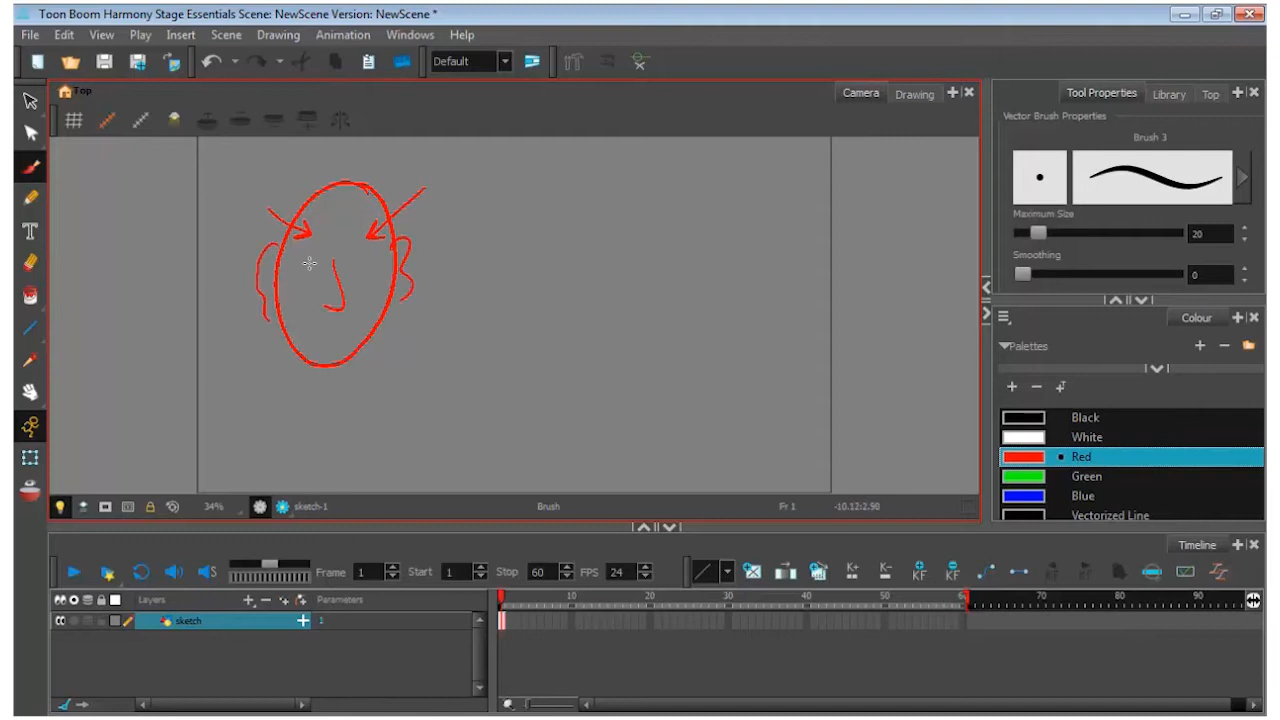 Toon Boom Harmony Stage Essentials Scene: NewScene Version: NewScene *
File Edit View Play Insert Scene Drawing Animation Windows Help
Default
Top Camera Drawing
Tool Properties Library Top
Vector Brush Properties
Brush 3
Maximum Size
20
Smoothing
0
Colour
Palettes
Black
White
Red
Green
Blue
Vectorized Line
34% sketch-1 Brush Fr 1 -10.12:2.90
Timeline
Frame 1 Start 1 Stop 60 FPS 24
KF KF
Layers Parameters
10 20 30 40 50 60 70 80 90
sketch 1